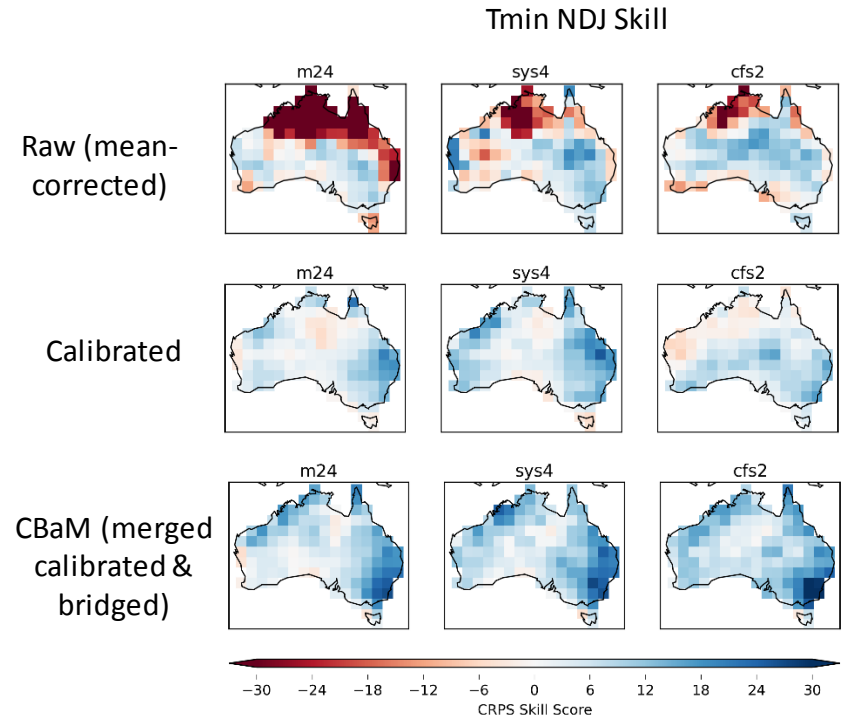 Tmin NDJ Skill
m24
sys4
cfs2
Raw (mean-
corrected)
m24
sys4
cfs2
Calibrated
m24
sys4
cfs2
CBaM (merged
calibrated &
bridged)
−30 −24 −18 −12 −6 0 6 12 18 24 30
CRPS Skill Score